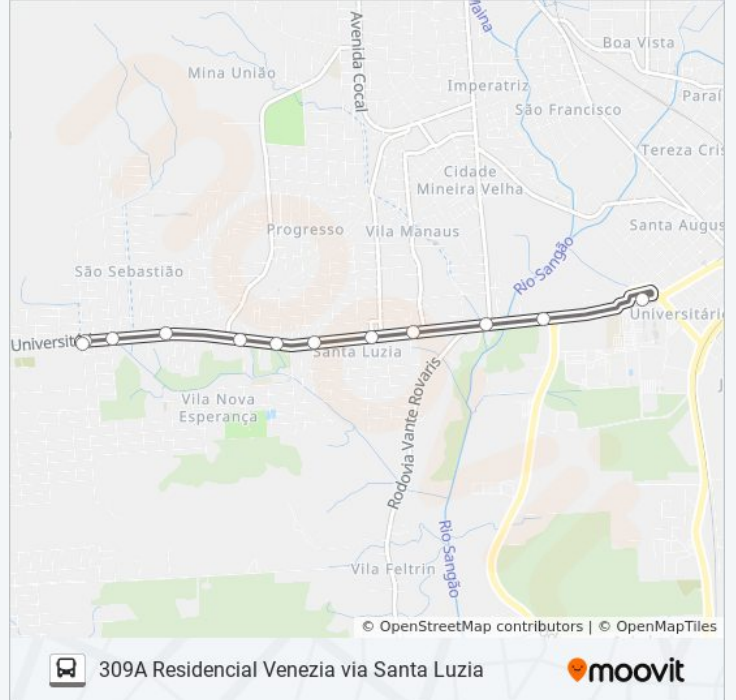 Maina
Avenida Cocal
Boa Vista
Mina União
Imperatriz
São Francisco
Paraí
Tereza Cris
Cidade
Mineira Velha
Progresso
Vila Manaus
Santa Augus
Rio Sangão
São Sebastião
Universitá
Universitário
Santa Luzia
Vila Nova
Esperança
Rodovia Vante Rovaris
Rio Sangão
Vila Feltrin
© OpenStreetMap contributors | © OpenMapTiles
309A Residencial Venezia via Santa Luzia
moovit